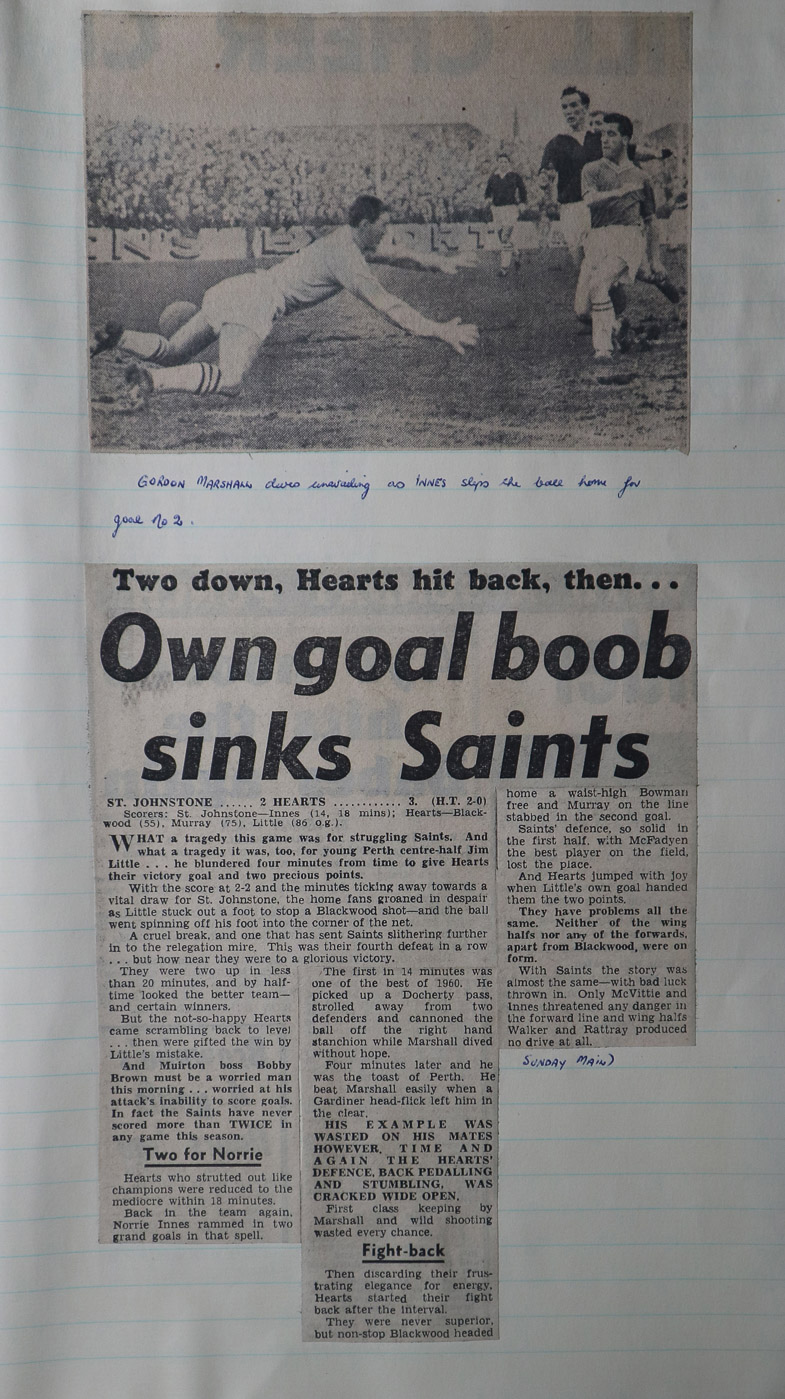 GORDON MARSHALL dives unavailing as INNES slips the ball home for
goal No 2.
Two down, Hearts hit back, then...
Own goal boob
sinks Saints
ST. JOHNSTONE ...... 2 HEARTS ............ 3. (H.T. 2-0)
Scorers: St. Johnstone—Innes (14, 18 mins); Hearts—Black-
wood (55), Murray (75), Little (86 o.g.).
WHAT a tragedy this game was for struggling Saints. And
what a tragedy it was, too, for young Perth centre-half Jim
Little . . . he blundered four minutes from time to give Hearts
their victory goal and two precious points.
With the score at 2-2 and the minutes ticking away towards a
vital draw for St. Johnstone, the home fans groaned in despair
as Little stuck out a foot to stop a Blackwood shot—and the ball
went spinning off his foot into the corner of the net.
A cruel break, and one that has sent Saints slithering further
in to the relegation mire. This was their fourth defeat in a row
. . . but how near they were to a glorious victory.
They were two up in less
than 20 minutes, and by half-
time looked the better team—
and certain winners.
But the not-so-happy Hearts
came scrambling back to level
. . . then were gifted the win by
Little's mistake.
And Muirton boss Bobby
Brown must be a worried man
this morning . . . worried at his
attack's inability to score goals.
In fact the Saints have never
scored more than TWICE in
any game this season.
Two for Norrie
Hearts who strutted out like
champions were reduced to the
mediocre within 18 minutes.
Back in the team again,
Norrie Innes rammed in two
grand goals in that spell.
The first in 14 minutes was
one of the best of 1960. He
picked up a Docherty pass,
strolled away from two
defenders and cannoned the
ball off the right hand
stanchion while Marshall dived
without hope.
Four minutes later and he
was the toast of Perth. He
beat Marshall easily when a
Gardiner head-flick left him in
the clear.
HIS EXAMPLE WAS
WASTED ON HIS MATES
HOWEVER. TIME AND
AGAIN THE HEARTS'
DEFENCE, BACK PEDALLING
AND STUMBLING, WAS
CRACKED WIDE OPEN.
First class keeping by
Marshall and wild shooting
wasted every chance.
Fight-back
Then discarding their frus-
trating elegance for energy,
Hearts started their fight
back after the interval.
They were never superior,
but non-stop Blackwood headed
home a waist-high Bowman
free and Murray on the line
stabbed in the second goal.
Saints' defence, so solid in
the first half, with McFadyen
the best player on the field,
lost the place.
And Hearts jumped with joy
when Little's own goal handed
them the two points.
They have problems all the
same. Neither of the wing
halfs nor any of the forwards,
apart from Blackwood, were on
form.
With Saints the story was
almost the same—with bad luck
thrown in. Only McVittie and
Innes threatened any danger in
the forward line and wing halfs
Walker and Rattray produced
no drive at all.
SUNDAY MAIL)